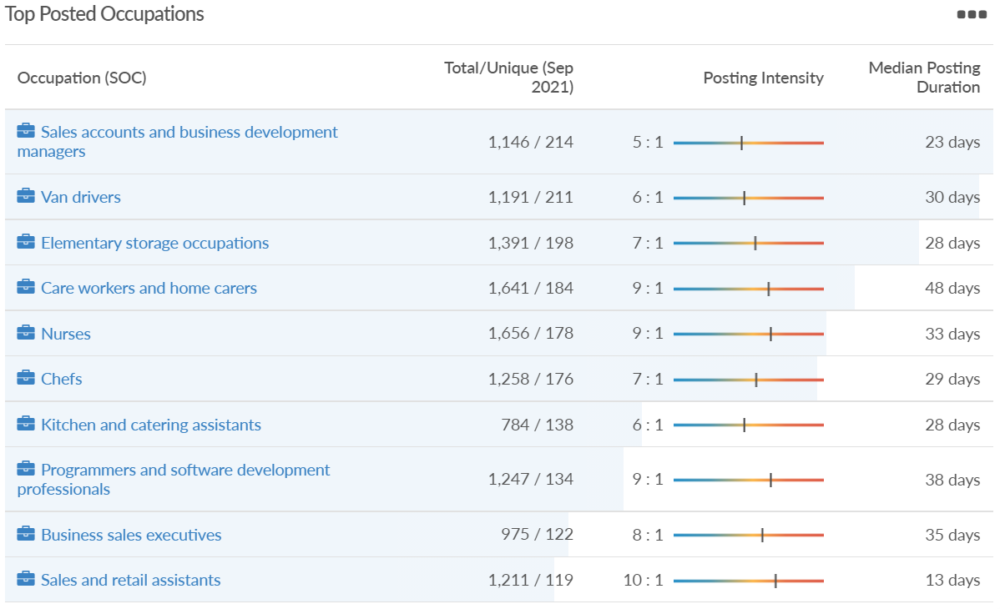 Top Posted Occupations
Occupation (SOC)
Total/Unique (Sep
2021)
Posting Intensity
Median Posting
Duration
Sales accounts and business development
managers
1,146 / 214
5 : 1
23 days
Van drivers
1,191 / 211
6 : 1
30 days
Elementary storage occupations
1,391 / 198
7 : 1
28 days
Care workers and home carers
1,641 / 184
9 : 1
48 days
Nurses
1,656 / 178
9 : 1
33 days
Chefs
1,258 / 176
7 : 1
29 days
Kitchen and catering assistants
784 / 138
6 : 1
28 days
Programmers and software development
professionals
1,247 / 134
9 : 1
38 days
Business sales executives
975 / 122
8 : 1
35 days
Sales and retail assistants
1,211 / 119
10 : 1
13 days